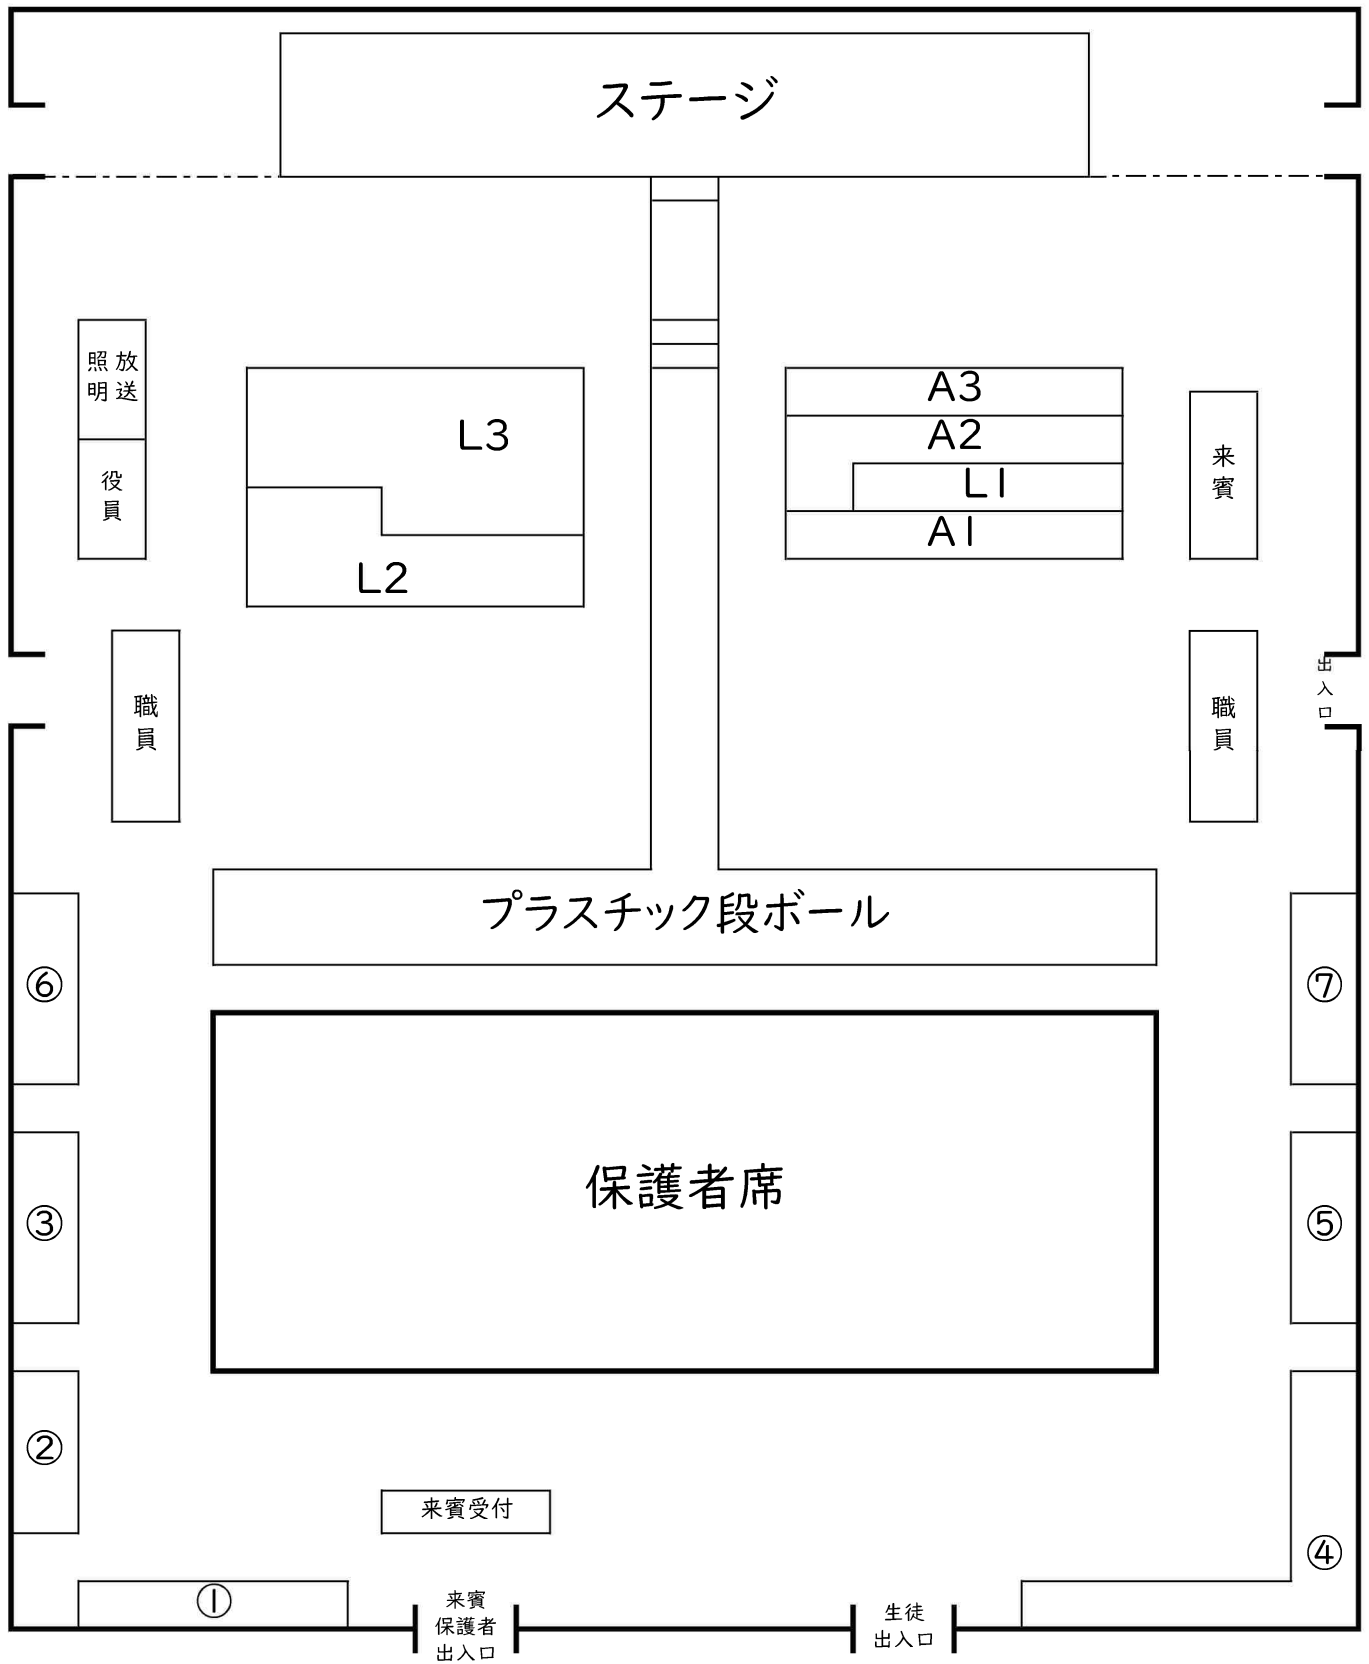 ステージ
放送
照明
役員
L3
L2
A3
A2
L1
A1
来賓
職員
職員
出入口
プラスチック段ボール
⑥
⑦
保護者席
③
⑤
②
来賓受付
④
①
来賓
保護者
出入口
生徒
出入口